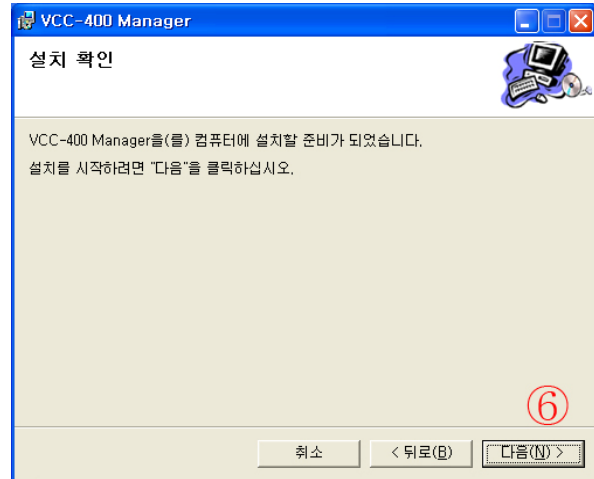 VCC-400 Manager
설치 확인
VCC-400 Manager을(를) 컴퓨터에 설치할 준비가 되었습니다.
설치를 시작하려면 "다음"을 클릭하십시오.
⑥
취소
< 뒤로(B)
다음(N) >